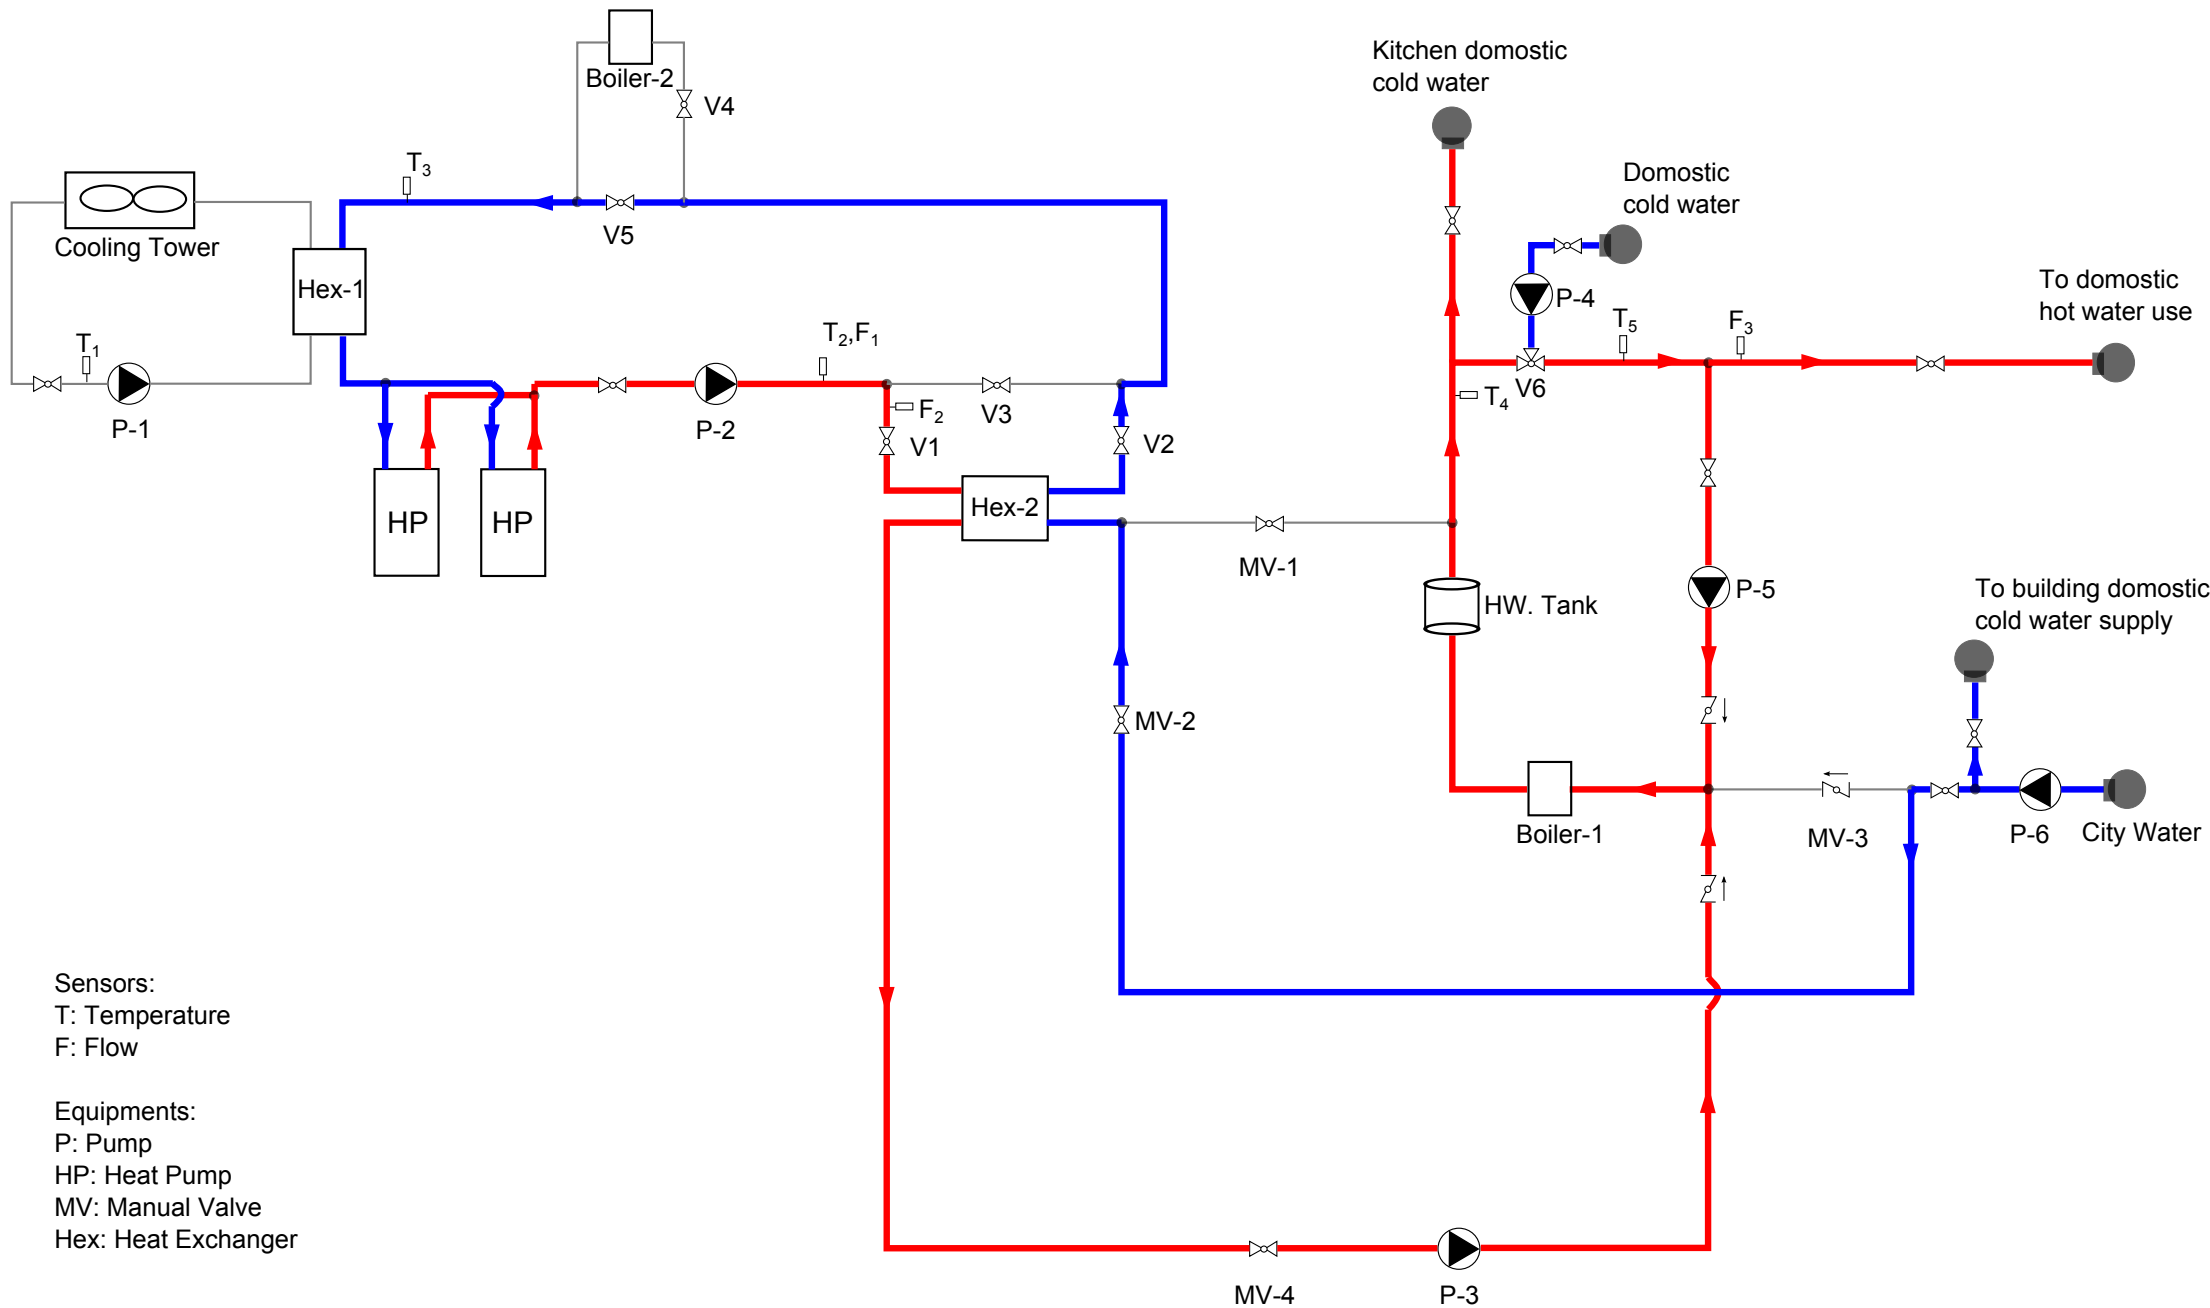 Kitchen domostic
cold water
Boiler-2
V4
T3
Domostic
cold water
Cooling Tower
V5
Hex-1
P-4
To domostic
hot water use
T1
T2,F1
T5
F3
P-1
P-2
F2
V3
V1
V2
T4
V6
HP
HP
Hex-2
MV-1
HW. Tank
P-5
To building domostic
cold water supply
MV-2
Boiler-1
MV-3
P-6
City Water
Sensors:
T: Temperature
F: Flow
Equipments:
P: Pump
HP: Heat Pump
MV: Manual Valve
Hex: Heat Exchanger
MV-4
P-3